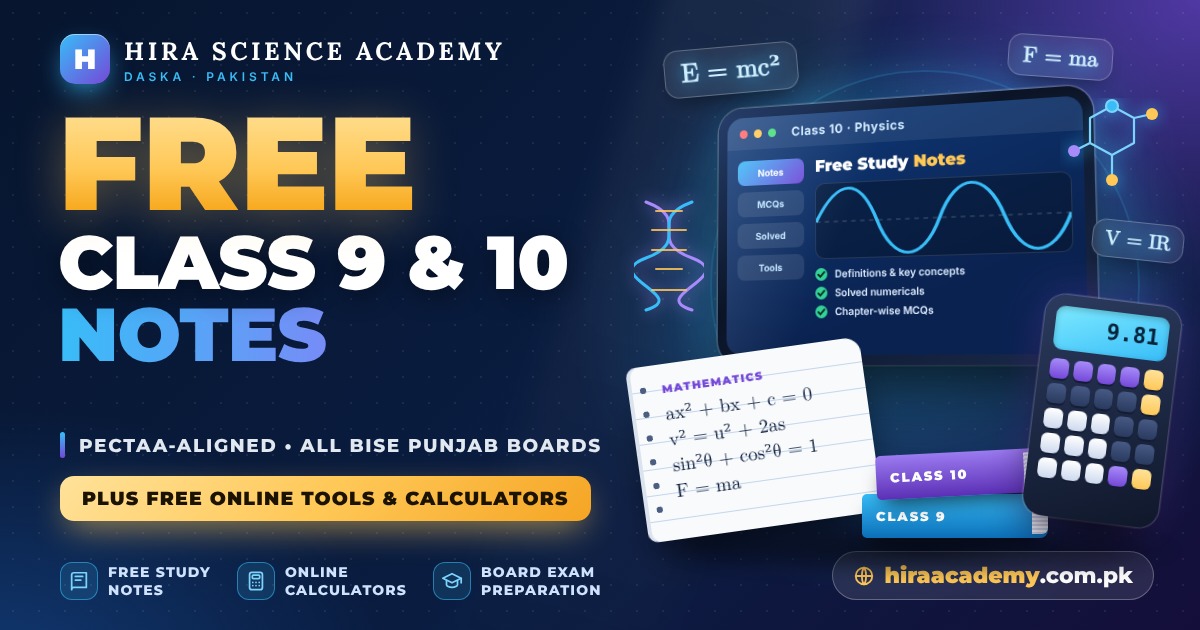 H
HIRA SCIENCE ACADEMY
DASKA · PAKISTAN
FREE
CLASS 9 & 10
NOTES
PECTAA-ALIGNED • ALL BISE PUNJAB BOARDS
PLUS FREE ONLINE TOOLS & CALCULATORS
FREE STUDY
NOTES
ONLINE
CALCULATORS
BOARD EXAM
PREPARATION
E = mc²
F = ma
Class 10 · Physics
Free Study Notes
Notes
MCQs
Solved
Tools
Definitions & key concepts
Solved numericals
Chapter-wise MCQs
V = IR
9.81
MATHEMATICS
ax² + bx + c = 0
v² = u² + 2as
sin²θ + cos²θ = 1
F = ma
CLASS 10
CLASS 9
hiraacademy.com.pk